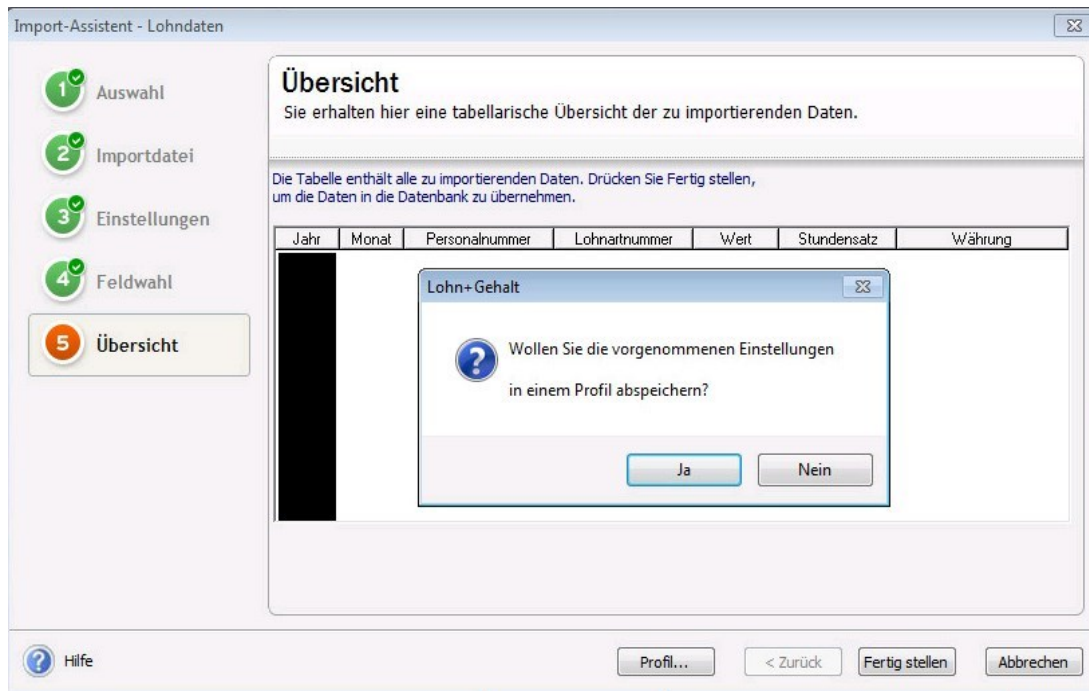 Import-Assistent - Lohndaten
1 Auswahl
2 Importdatei
3 Einstellungen
4 Feldwahl
5 Übersicht
Übersicht
Sie erhalten hier eine tabellarische Übersicht der zu importierenden Daten.
Die Tabelle enthält alle zu importierenden Daten. Drücken Sie Fertig stellen,
um die Daten in die Datenbank zu übernehmen.
Jahr Monat Personalnummer Lohnartnummer Wert Stundensatz Währung
Lohn+Gehalt
Wollen Sie die vorgenommenen Einstellungen
in einem Profil abspeichern?
Ja Nein
? Hilfe Profil... < Zurück Fertig stellen Abbrechen